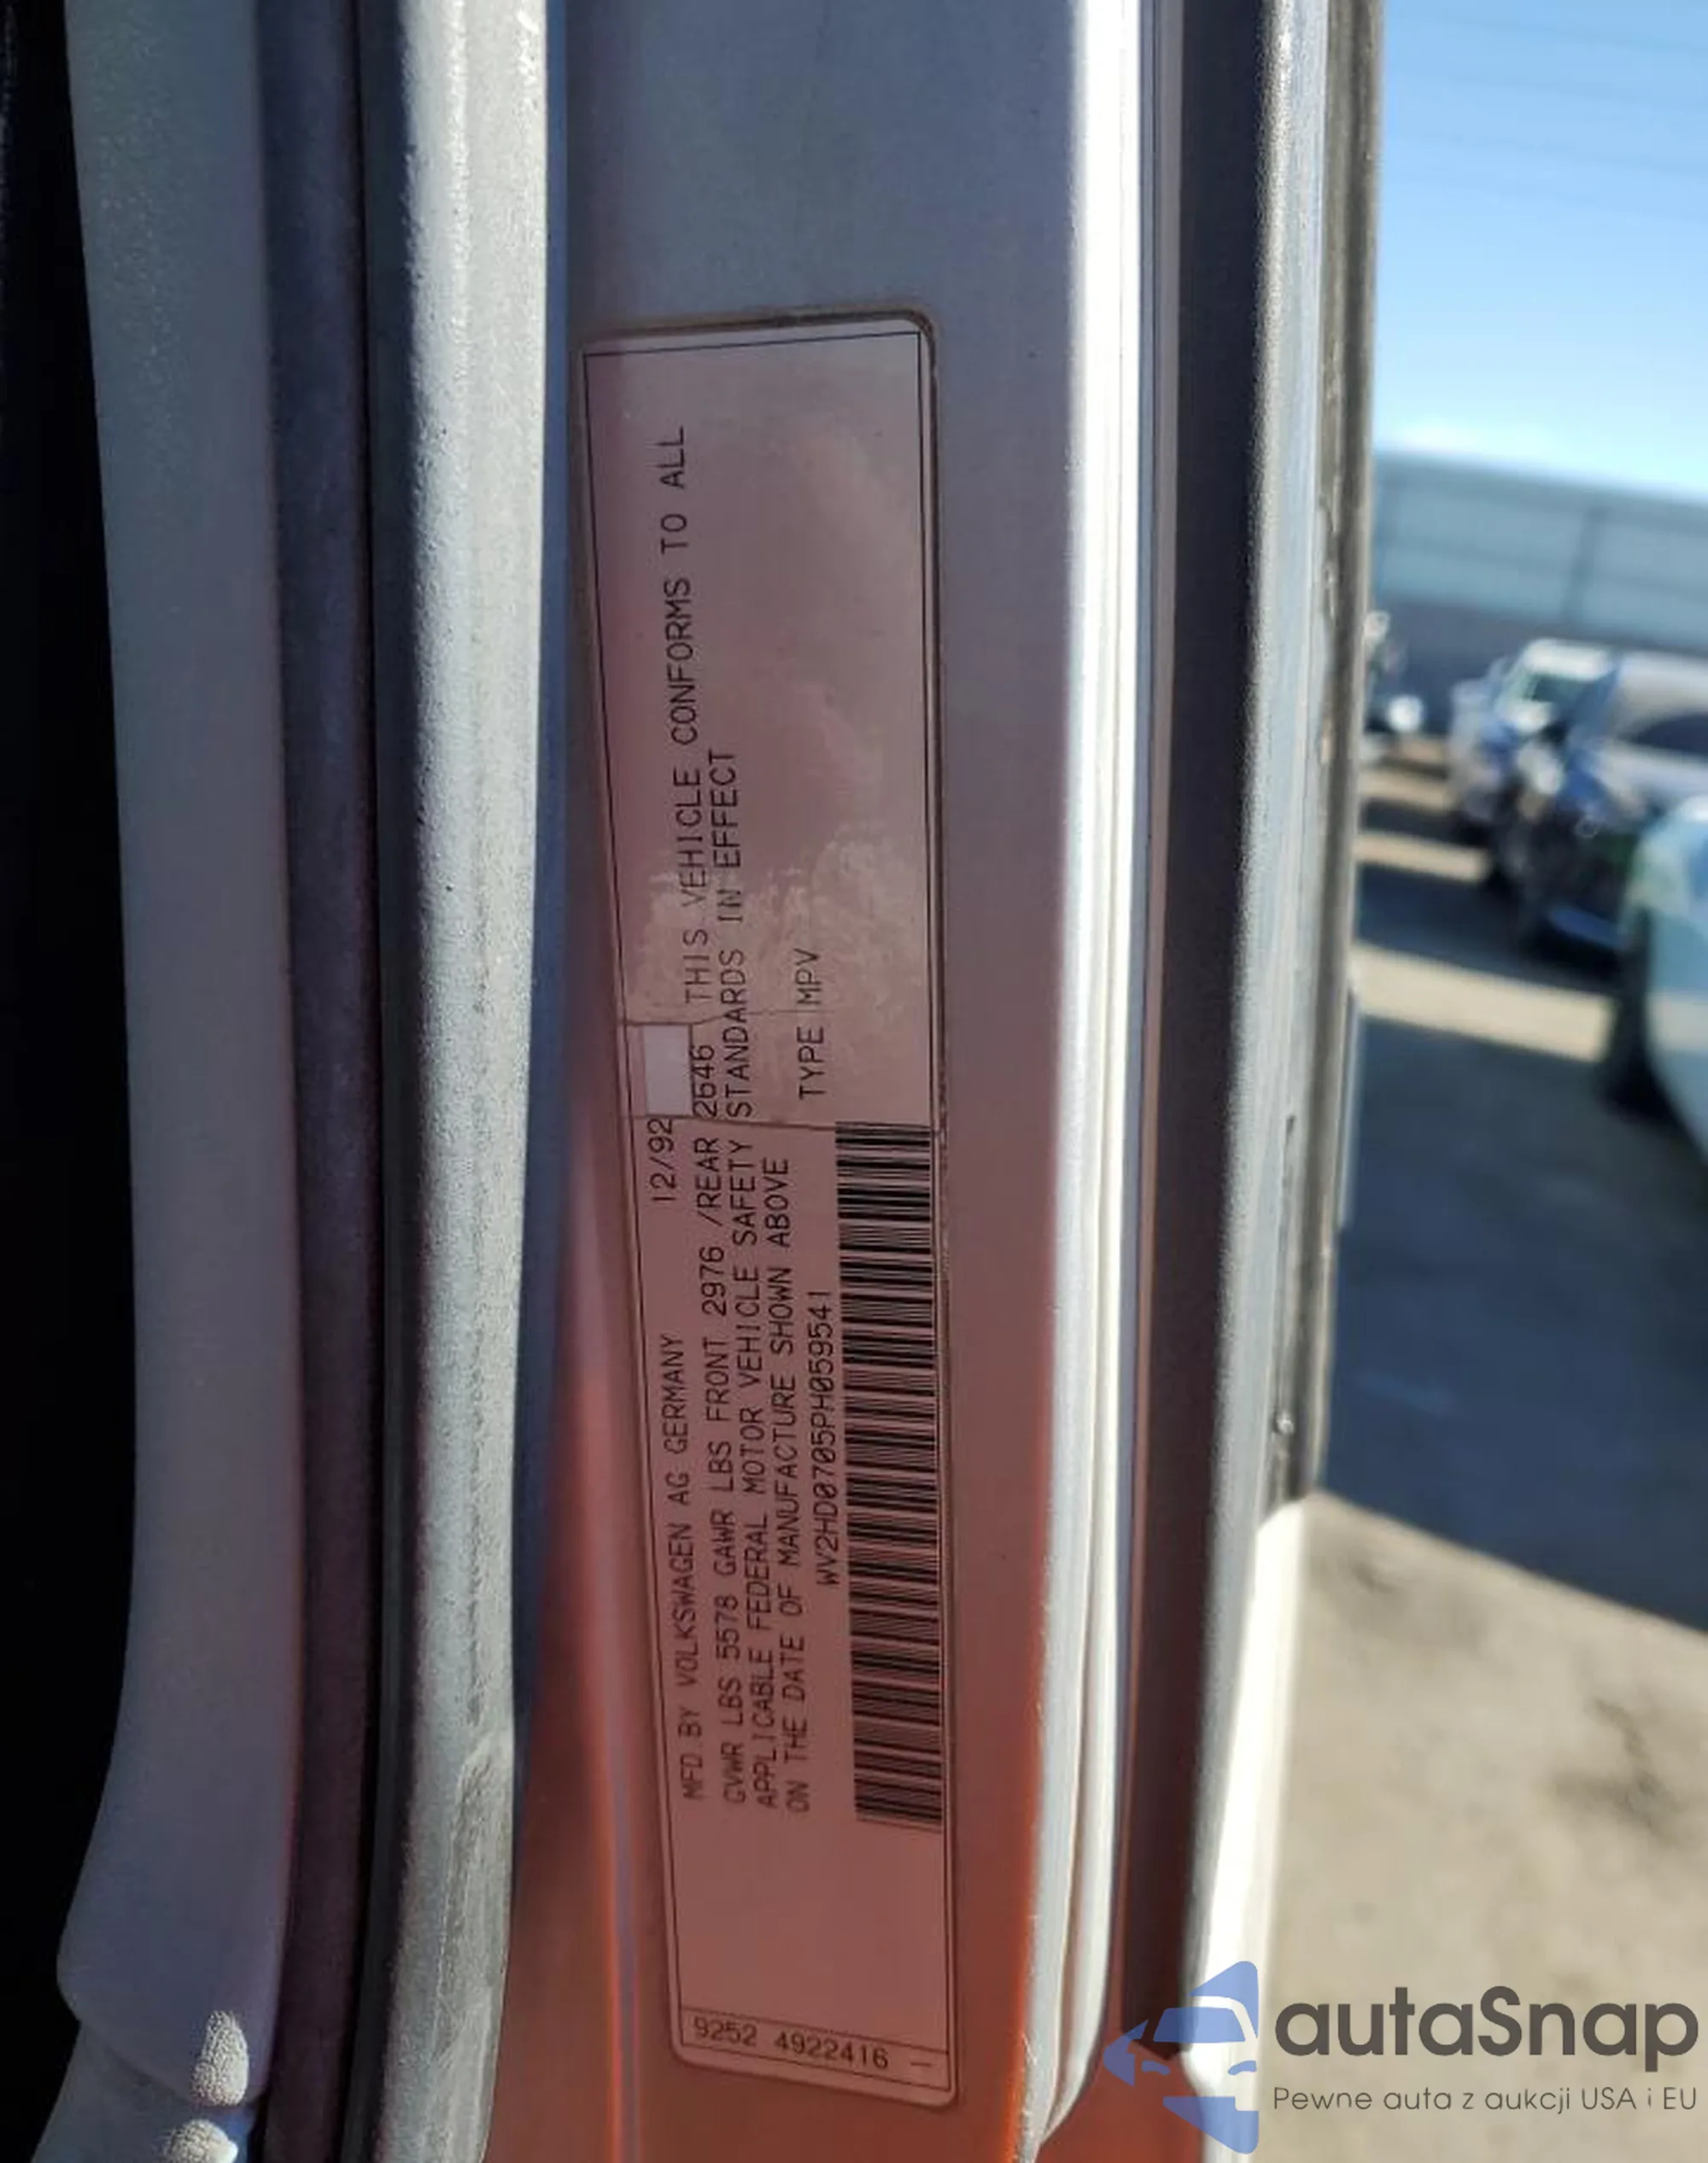 MFD BY VOLKSWAGEN AG GERMANY 12/92
GVWR LBS 5578 GAWR LBS FRONT 2976 /REAR 2646 THIS VEHICLE CONFORMS TO ALL
APPLICABLE FEDERAL MOTOR VEHICLE SAFETY STANDARDS IN EFFECT
ON THE DATE OF MANUFACTURE SHOWN ABOVE
WV2HD0705PH059541 TYPE MPV
9252 4922416 -
autaSnap
Pewne auta z aukcji USA i EU